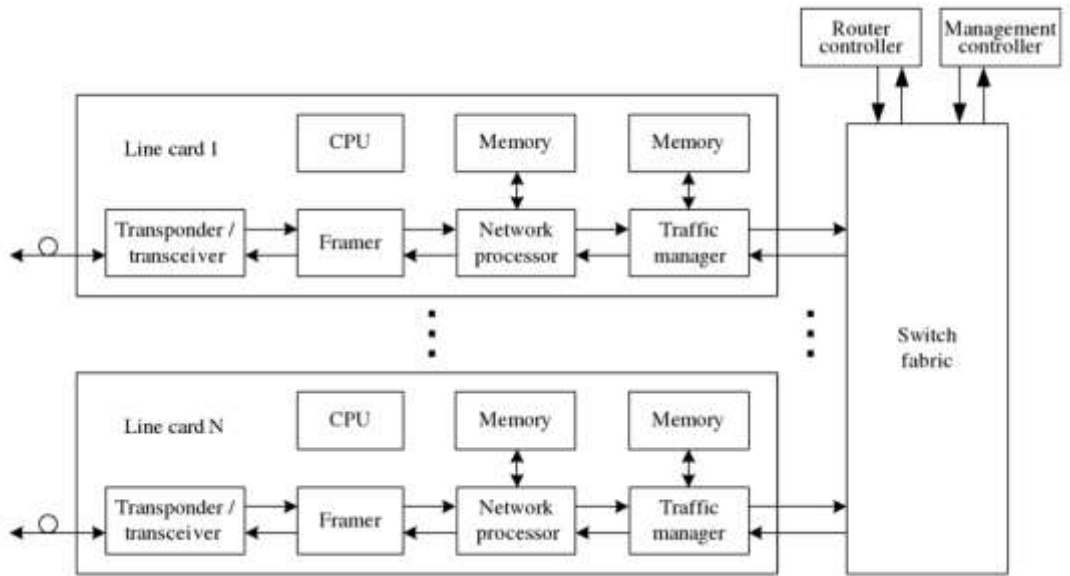 Router
controller
Management
controller
Line card 1
CPU
Memory
Memory
Transponder /
transceiver
Framer
Network
processor
Traffic
manager
Switch
fabric
Line card N
CPU
Memory
Memory
Transponder /
transceiver
Framer
Network
processor
Traffic
manager